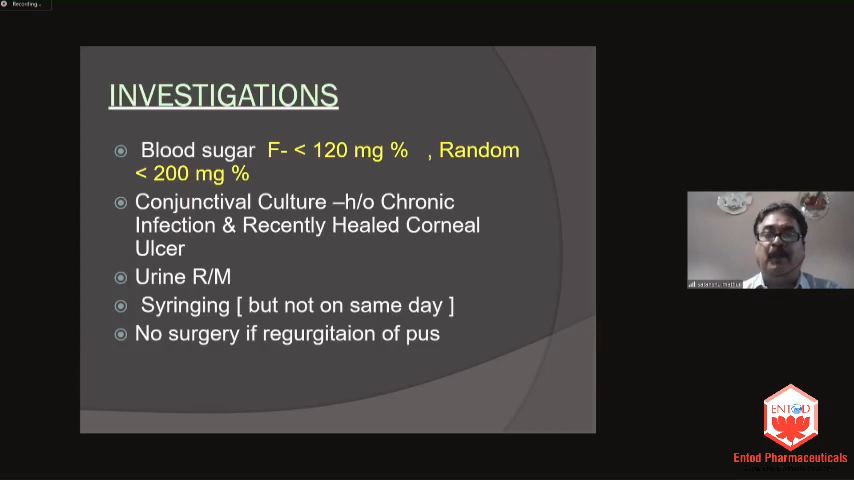 Recording...
INVESTIGATIONS
Blood sugar F- < 120 mg % , Random
< 200 mg %
Conjunctival Culture –h/o Chronic
Infection & Recently Healed Corneal
Ulcer
Urine R/M
Syringing [ but not on same day ]
No surgery if regurgitaion of pus
ENTOD
Entod Pharmaceuticals